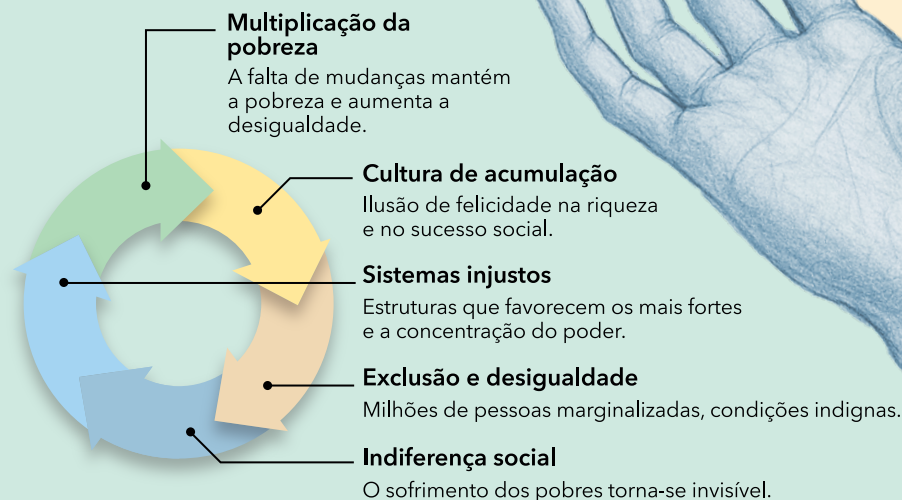 Multiplicação da
pobreza
A falta de mudanças mantém
a pobreza e aumenta a
desigualdade.
Cultura de acumulação
Ilusão de felicidade na riqueza
e no sucesso social.
Sistemas injustos
Estruturas que favorecem os mais fortes
e a concentração do poder.
Exclusão e desigualdade
Milhões de pessoas marginalizadas, condições indignas.
Indiferença social
O sofrimento dos pobres torna-se invisível.